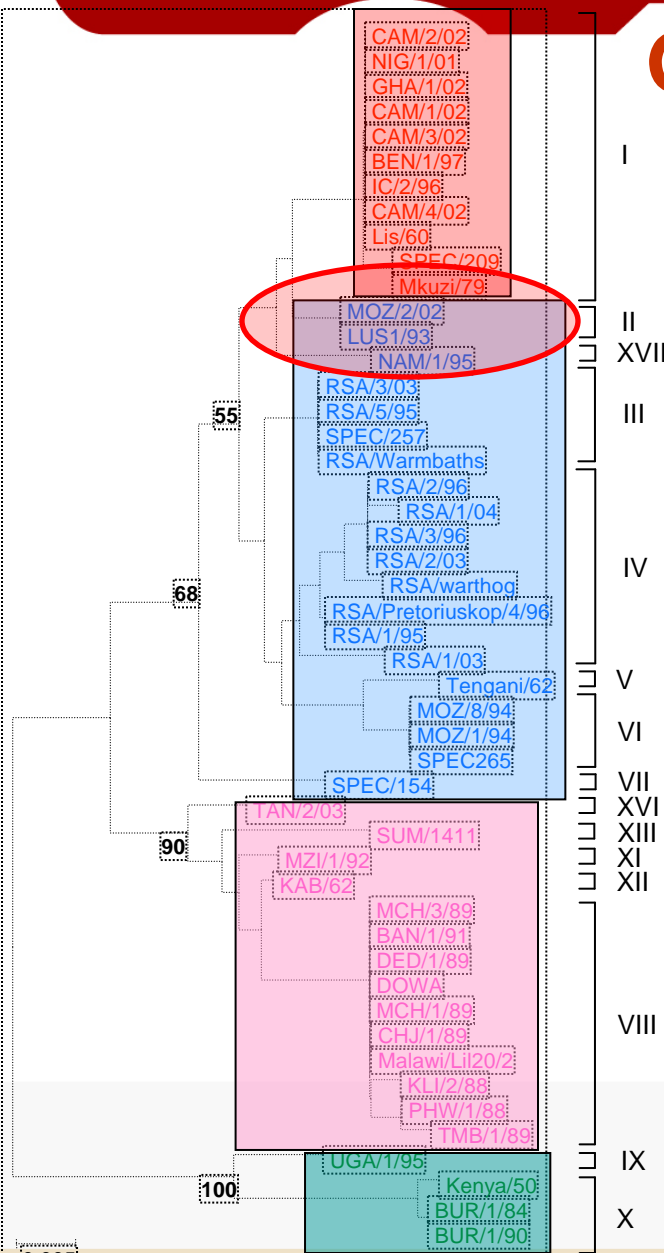 CAM/2/02
NIG/1/01
GHA/1/02
CAM/1/02
CAM/3/02
BEN/1/97
I
IC/2/96
CAM/4/02
Lis/60
SPEC/209
Mkuzi/79
MOZ/2/02
II
LUS1/93
NAM/1/95
XVII
RSA/3/03
55
RSA/5/95
III
SPEC/257
RSA/Warmbaths
RSA/2/96
RSA/1/04
RSA/3/96
RSA/2/03
IV
RSA/warthog
68
RSA/Pretoriuskop/4/96
RSA/1/95
RSA/1/03
Tengani/62
V
MOZ/8/94
MOZ/1/94
VI
SPEC265
SPEC/154
VII
TAN/2/03
XVI
SUM/1411
XIII
90
MZI/1/92
XI
KAB/62
XII
MCH/3/89
BAN/1/91
DED/1/89
DOWA
MCH/1/89
VIII
CHJ/1/89
Malawi/Lil20/2
KLI/2/88
PHW/1/88
TMB/1/89
UGA/1/95
IX
100
Kenya/50
BUR/1/84
X
BUR/1/90